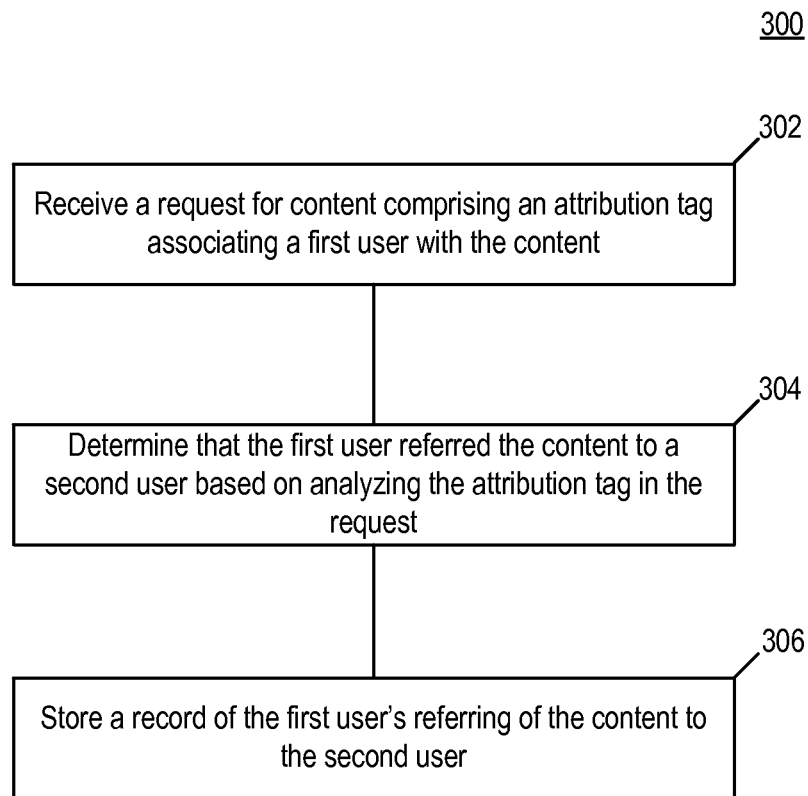 300
302
Receive a request for content comprising an attribution tag
associating a first user with the content
304
Determine that the first user referred the content to a
second user based on analyzing the attribution tag in the
request
306
Store a record of the first user’s referring of the content to
the second user